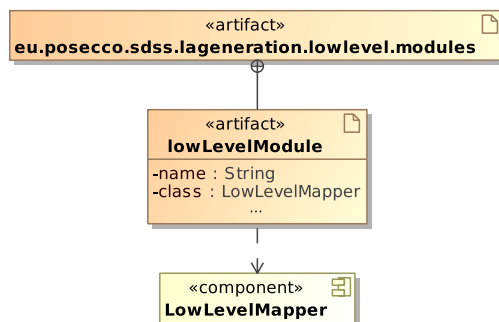 «artifact»
eu.posecco.sdss.lageneration.lowlevel.modules
«artifact»
lowLevelModule
-name : String
-class : LowLevelMapper
...
«component»
LowLevelMapper